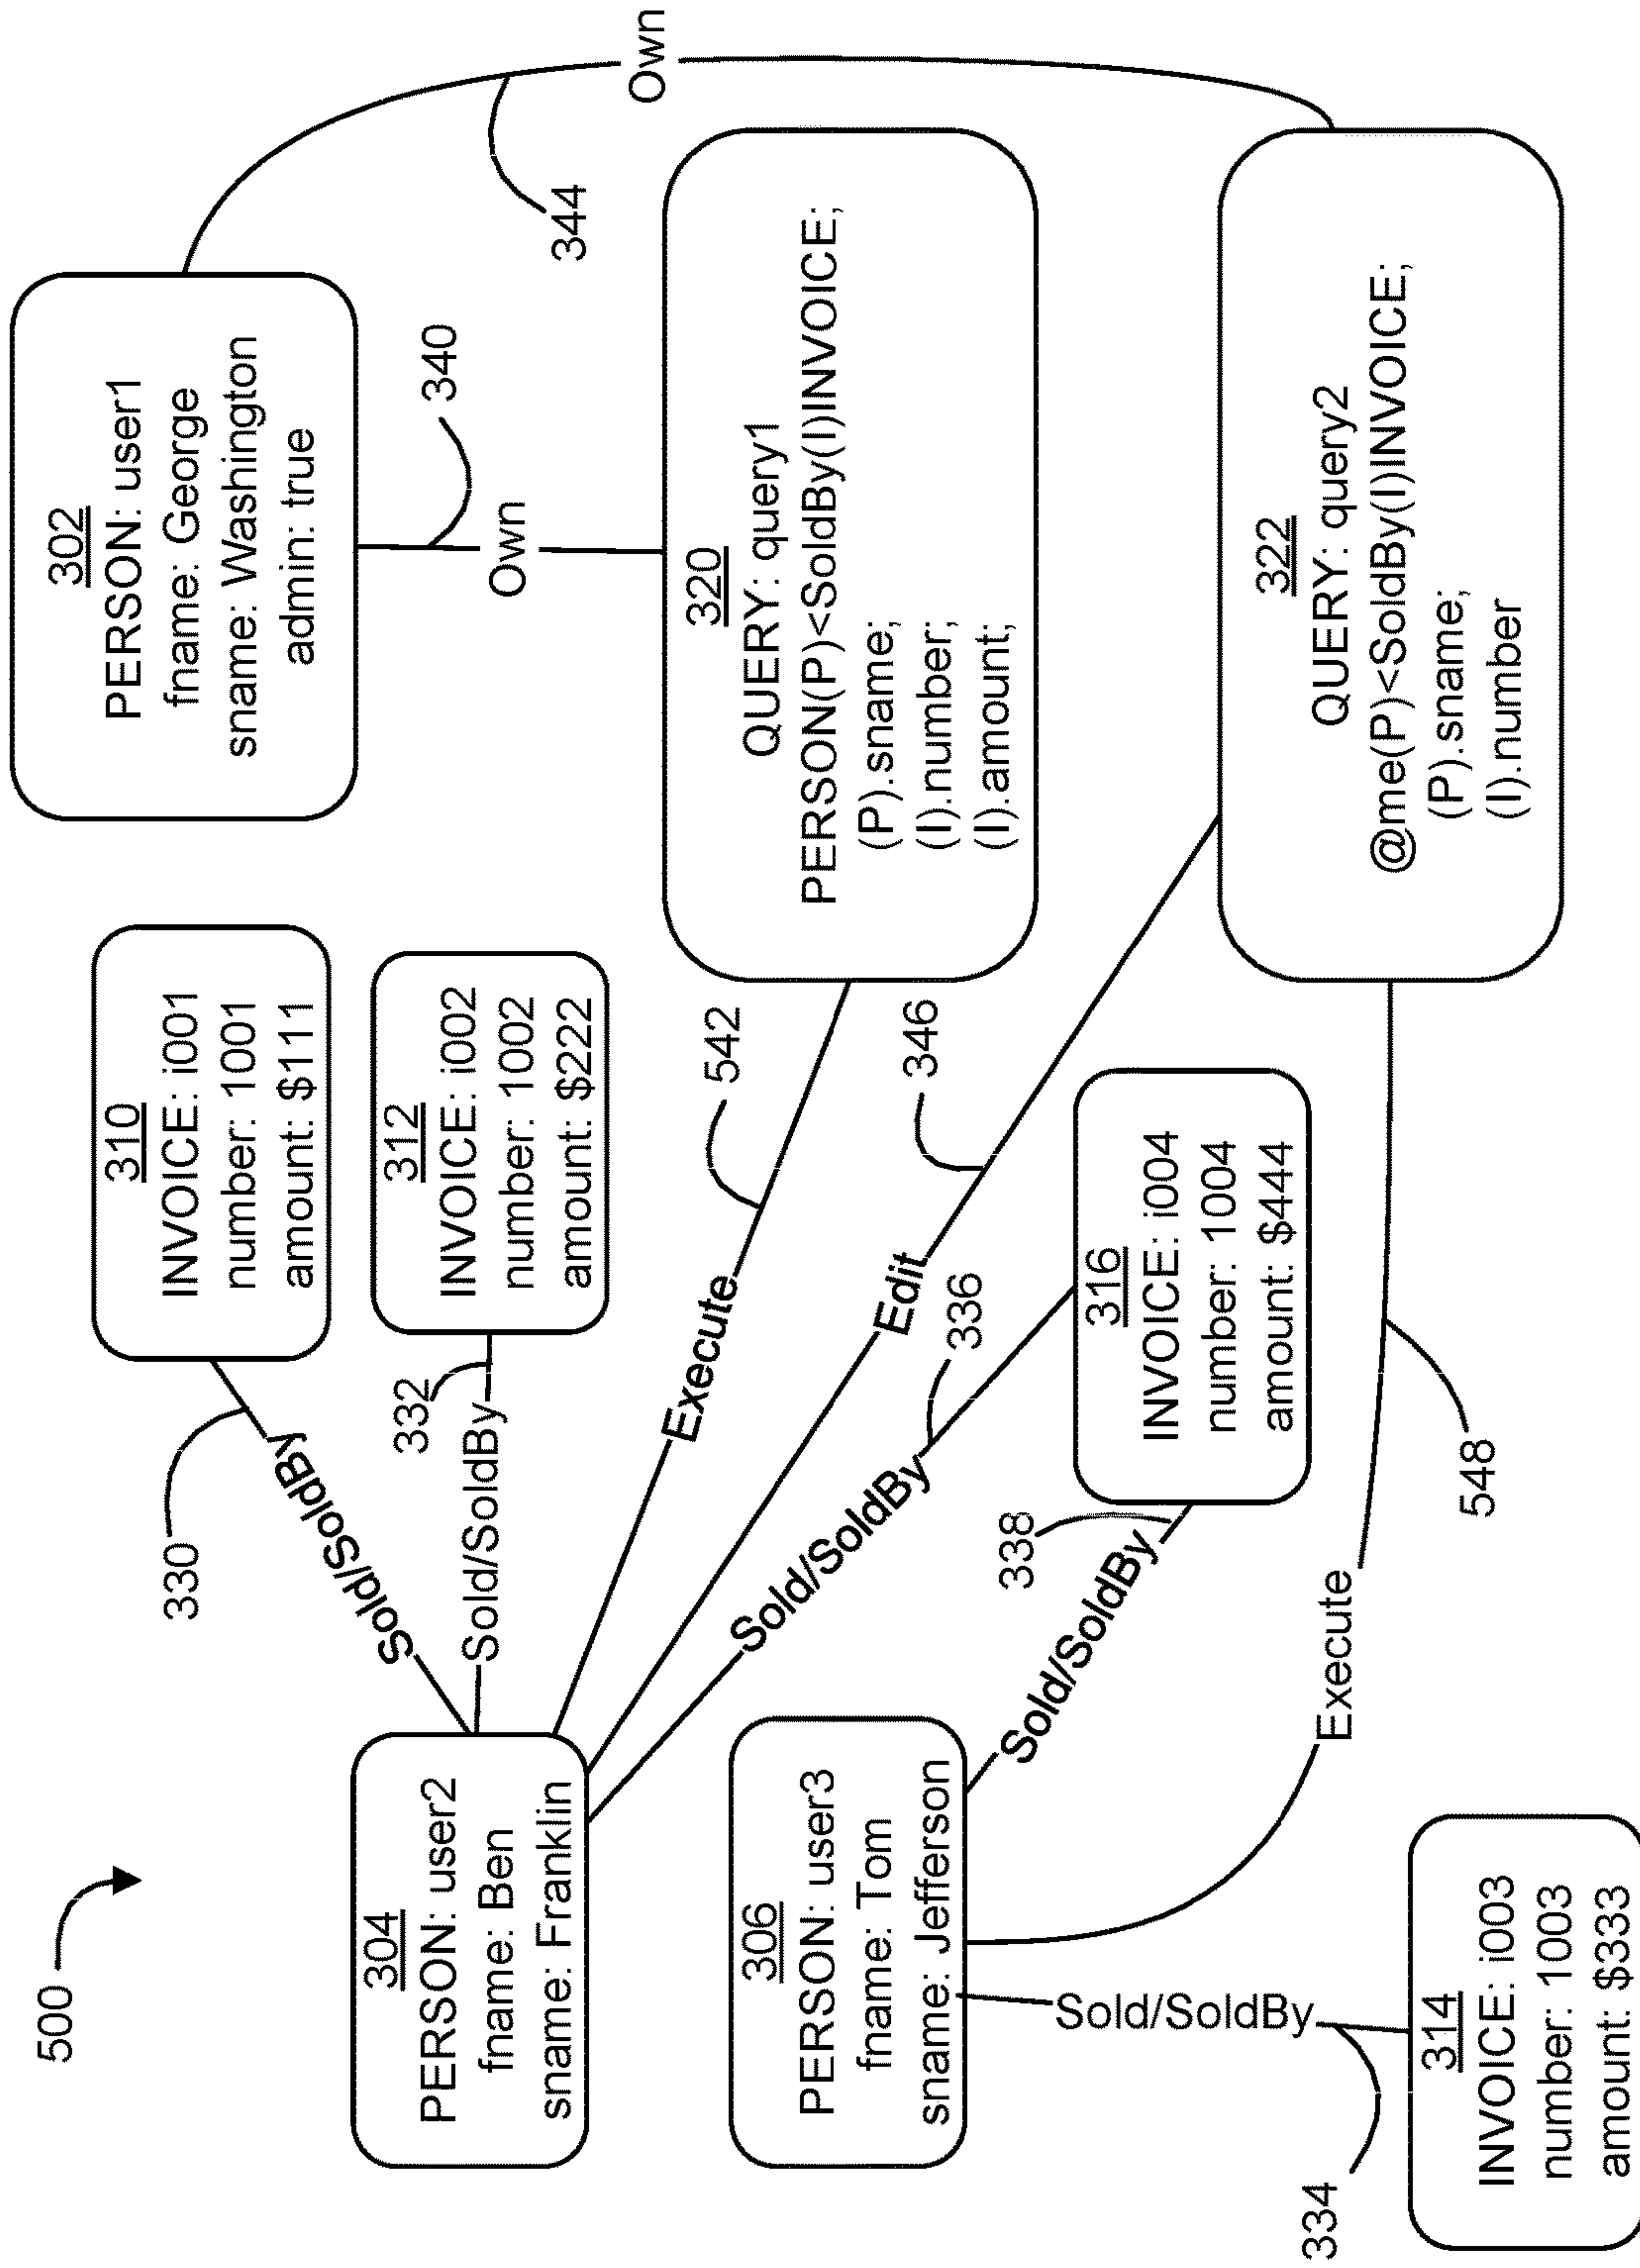 500
302
PERSON: user1
fname: George
sname: Washington
admin: true
344
340
Own
Own
310
INVOICE: i001
number: 1001
amount: $111
330
Sold/SoldBy
312
INVOICE: i002
number: 1002
amount: $222
332
Sold/SoldBy
304
PERSON: user2
fname: Ben
sname: Franklin
320
QUERY: query1
PERSON(P)<SoldBy(I)INVOICE;
(P).sname;
(I).number;
(I).amount;
542
Execute
346
Edit
336
Sold/SoldBy
306
PERSON: user3
fname: Tom
sname: Jefferson
338
Sold/SoldBy
316
INVOICE: i004
number: 1004
amount: $444
322
QUERY: query2
@me(P)<SoldBy(I)INVOICE;
(P).sname;
(I).number
548
Execute
Sold/SoldBy
334
314
INVOICE: i003
number: 1003
amount: $333